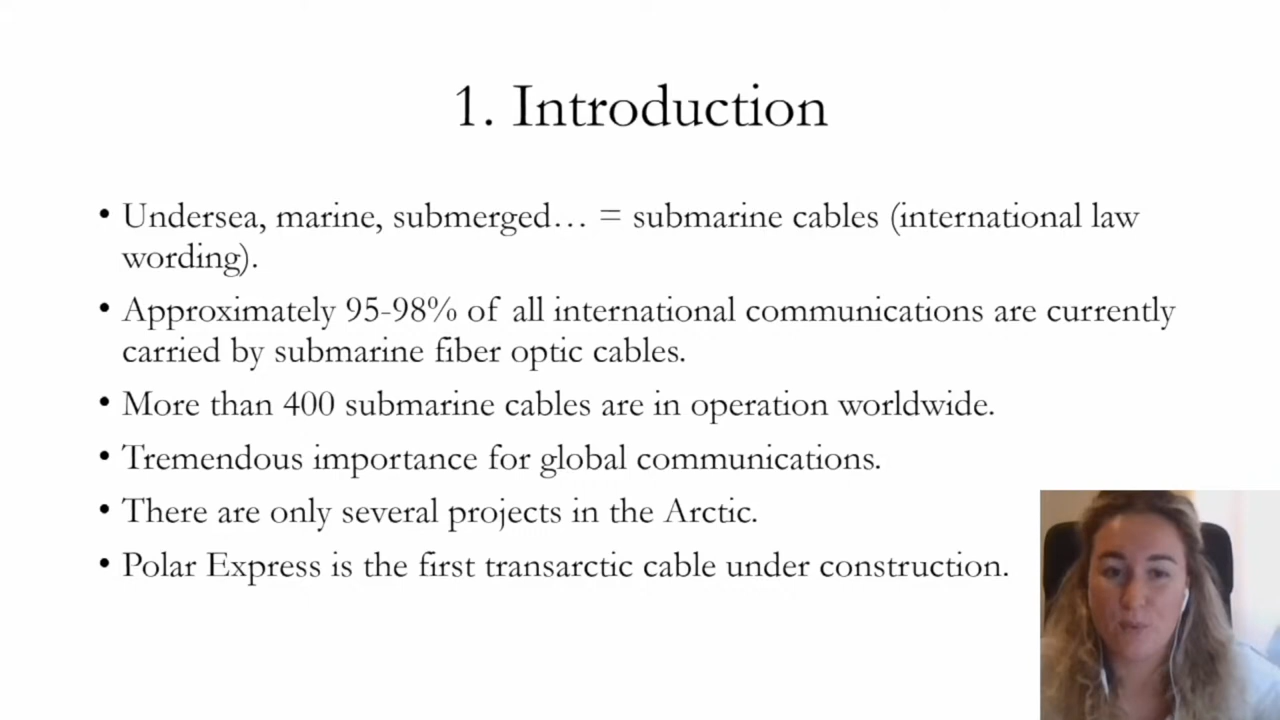 1. Introduction
• Undersea, marine, submerged… = submarine cables (international law
wording).
• Approximately 95-98% of all international communications are currently
carried by submarine fiber optic cables.
• More than 400 submarine cables are in operation worldwide.
• Tremendous importance for global communications.
• There are only several projects in the Arctic.
• Polar Express is the first transarctic cable under construction.